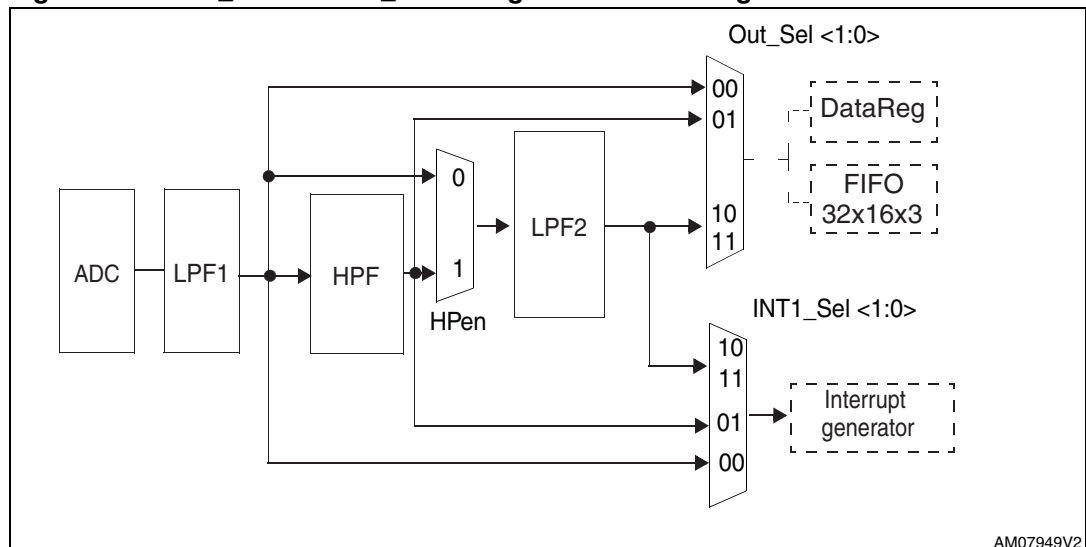 Out_Sel <1:0>
00
01
DataReg
0
FIFO
32x16x3
10
11
LPF2
ADC
LPF1
HPF
1
HPen
INT1_Sel <1:0>
10
11
01
00
Interrupt
generator
AM07949V2